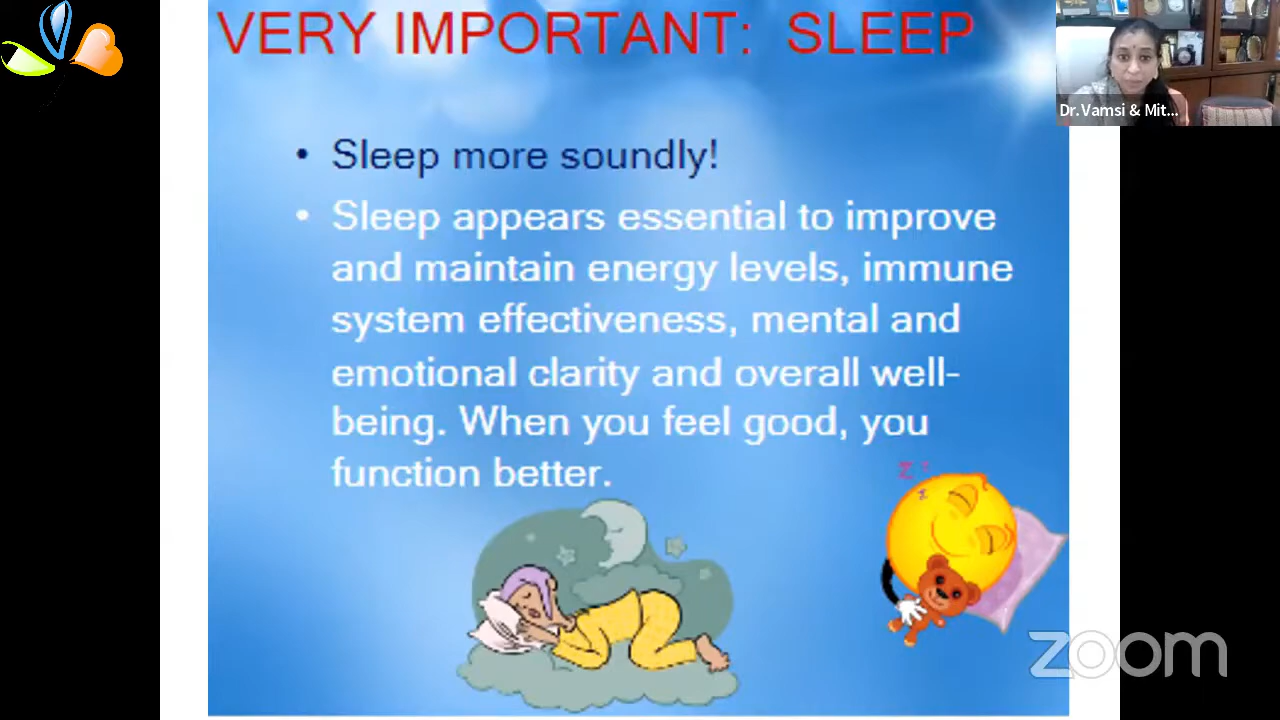 VERY IMPORTANT: SLEEP
Dr.Vamsi & Mit...
• Sleep more soundly!
• Sleep appears essential to improve
and maintain energy levels, immune
system effectiveness, mental and
emotional clarity and overall well-
being. When you feel good, you
function better.
z
z
zoom